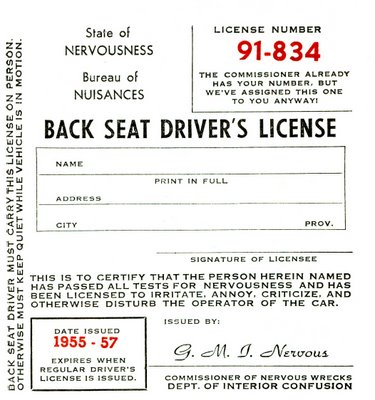 State of
NERVOUSNESS
Bureau of
NUISANCES
LICENSE NUMBER
91-834
THE COMMISSIONER ALREADY
HAS YOUR NUMBER, BUT
WE'VE ASSIGNED THIS ONE
TO YOU ANYWAY!
BACK SEAT DRIVER'S LICENSE
NAME
PRINT IN FULL
ADDRESS
CITY PROV.
SIGNATURE OF LICENSEE
THIS IS TO CERTIFY THAT THE PERSON HEREIN NAMED
HAS PASSED ALL TESTS FOR NERVOUSNESS AND HAS
BEEN LICENSED TO IRRITATE, ANNOY, CRITICIZE, AND
OTHERWISE DISTURB THE OPERATOR OF THE CAR.
DATE ISSUED
1955 - 57
EXPIRES WHEN
REGULAR DRIVER'S
LICENSE IS ISSUED.
ISSUED BY:
G. M. I. Nervous
COMMISSIONER OF NERVOUS WRECKS
DEPT. OF INTERIOR CONFUSION
BACK SEAT DRIVER MUST CARRY THIS LICENSE ON PERSON.
OTHERWISE MUST KEEP QUIET WHILE VEHICLE IS IN MOTION.